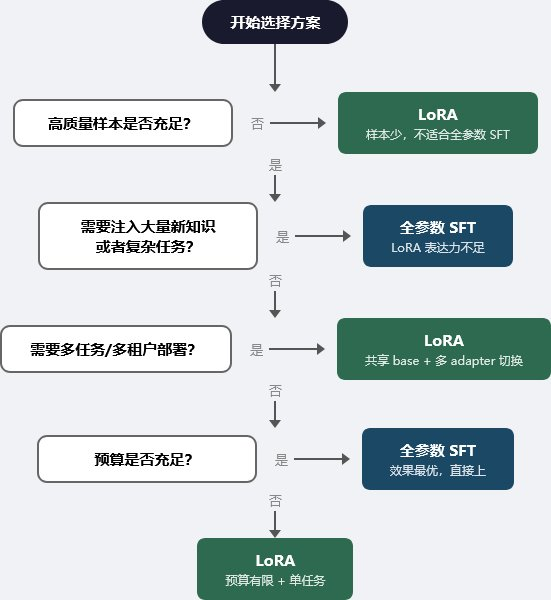 开始选择方案
高质量样本是否充足？
否
LoRA
样本少，不适合全参数 SFT
是
需要注入大量新知识
或者复杂任务？
是
全参数 SFT
LoRA 表达力不足
否
需要多任务/多租户部署？
是
LoRA
共享 base + 多 adapter 切换
否
预算是否充足？
是
全参数 SFT
效果最优，直接上
否
LoRA
预算有限 + 单任务